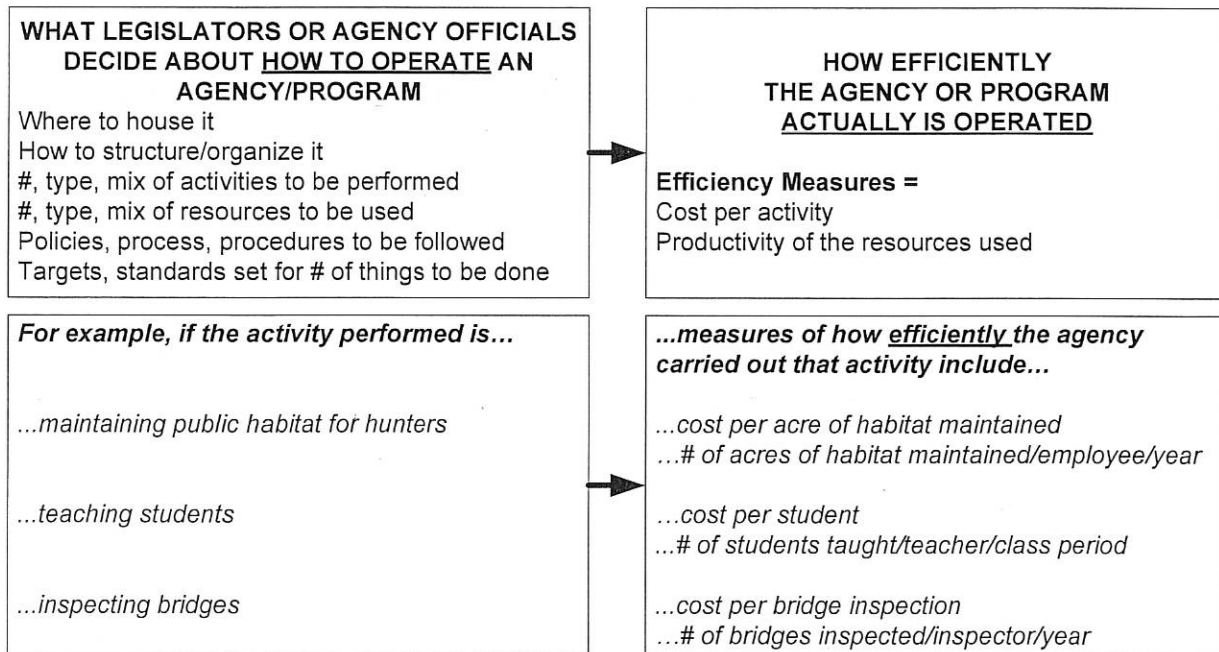 WHAT LEGISLATORS OR AGENCY OFFICIALS
DECIDE ABOUT HOW TO OPERATE AN
AGENCY/PROGRAM
Where to house it
How to structure/organize it
#, type, mix of activities to be performed
#, type, mix of resources to be used
Policies, process, procedures to be followed
Targets, standards set for # of things to be done
HOW EFFICIENTLY
THE AGENCY OR PROGRAM
ACTUALLY IS OPERATED
Efficiency Measures =
Cost per activity
Productivity of the resources used
For example, if the activity performed is...
...maintaining public habitat for hunters
...teaching students
...inspecting bridges
...measures of how efficiently the agency
carried out that activity include...
...cost per acre of habitat maintained
...# of acres of habitat maintained/employee/year
...cost per student
...# of students taught/teacher/class period
...cost per bridge inspection
...# of bridges inspected/inspector/year